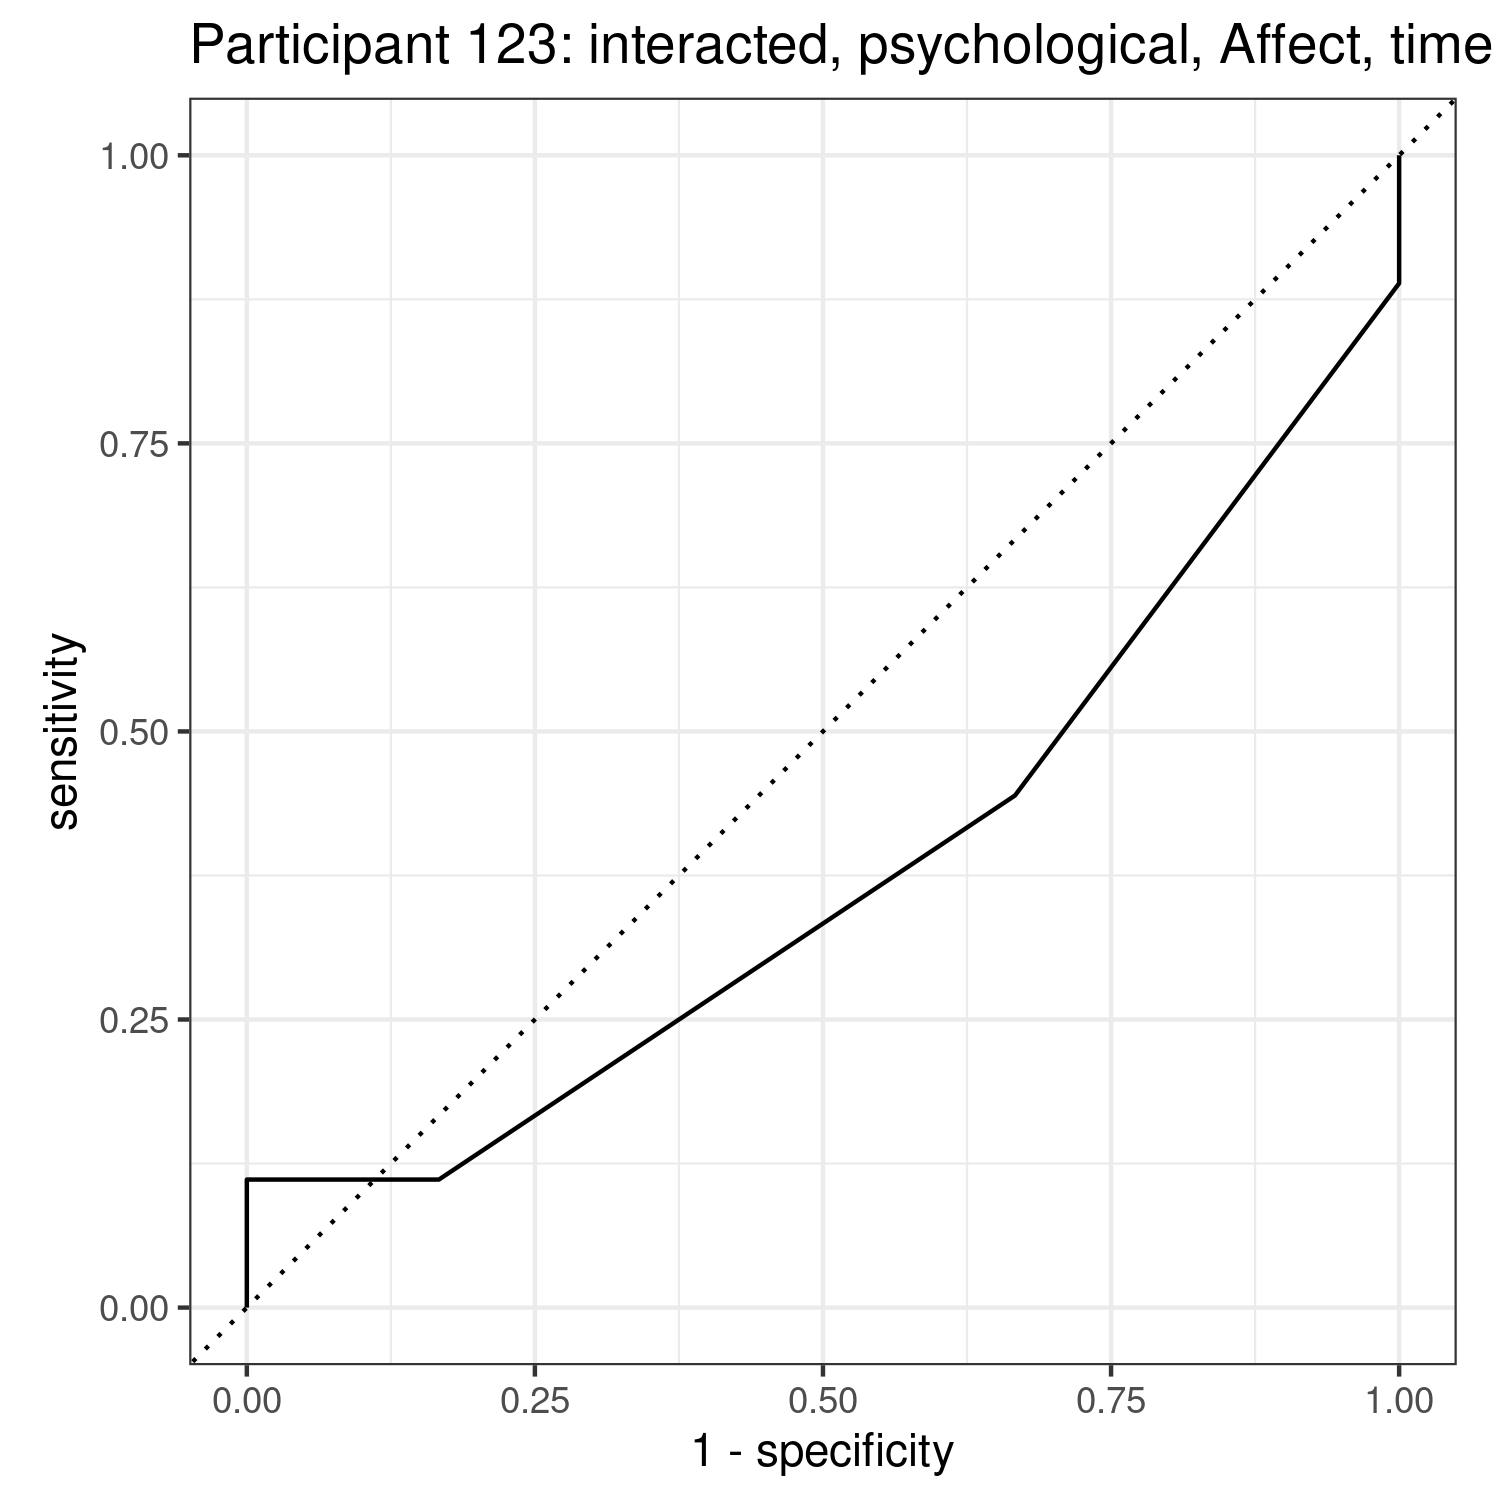 Participant 123: interacted, psychological, Affect, time
1.00
0.75
0.50
0.25
0.00
sensitivity
0.00 0.25 0.50 0.75 1.00
1 - specificity